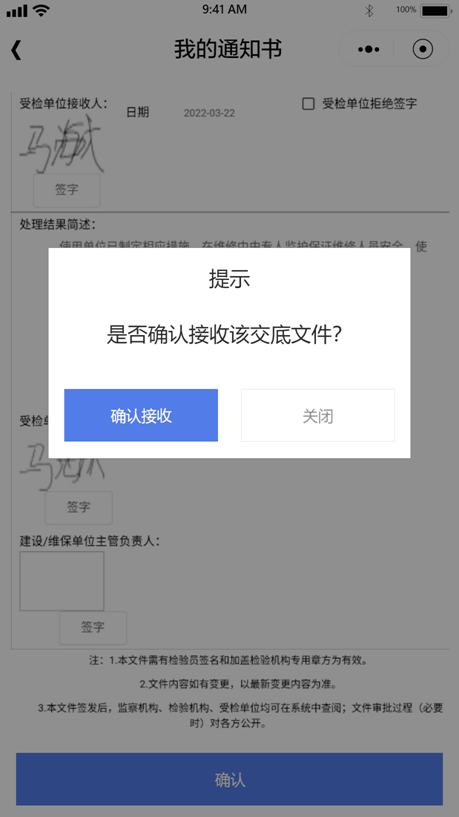 9:41 AM
100%
我的通知书
受检单位接收人：
日期
2022-03-22
受检单位拒绝签字
签字
处理结果简述：
使用单位已制定相应措施，在维修中由专人监护保证维修人员安全，使
提示
是否确认接收该交底文件?
确认接收
关闭
受检单
签字
建设/维保单位主管负责人：
签字
注：1.本文件需有检验员签名和加盖检验机构专用章方为有效。
2.文件内容如有变更，以最新变更内容为准。
3.本文件签发后，监察机构、检验机构、受检单位均可在系统中查阅；文件审批过程（必要
时）对各方公开。
确认